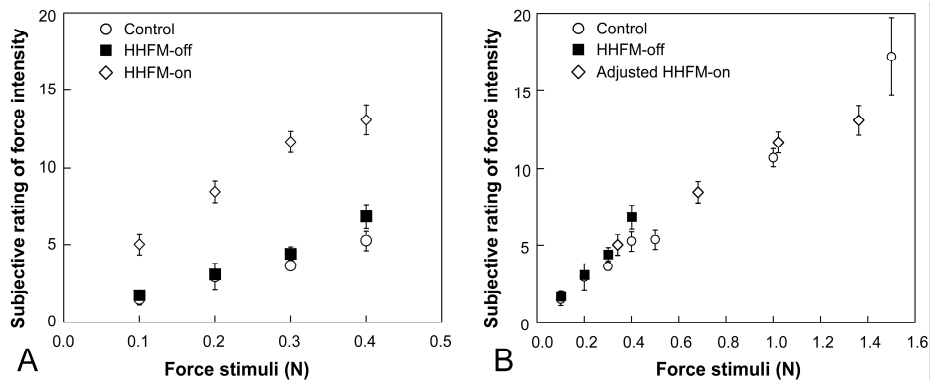 Subjective rating of force intensity
20
15
10
5
0
Control
HHFM-off
HHFM-on
0.0 0.1 0.2 0.3 0.4 0.5
Force stimuli (N)
A
Subjective rating of force intensity
20
15
10
5
0
Control
HHFM-off
Adjusted HHFM-on
0.0 0.2 0.4 0.6 0.8 1.0 1.2 1.4 1.6
Force stimuli (N)
B